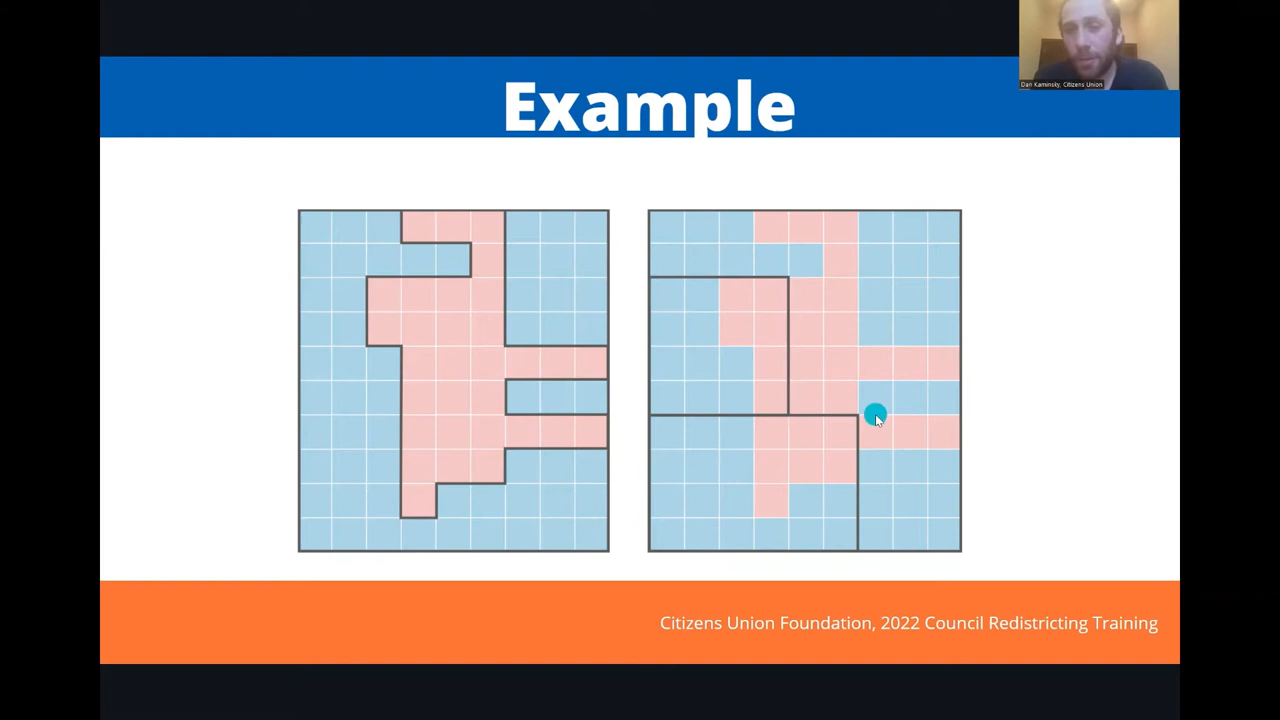 Dan Kaminsky, Citizens Union
Example
Citizens Union Foundation, 2022 Council Redistricting Training